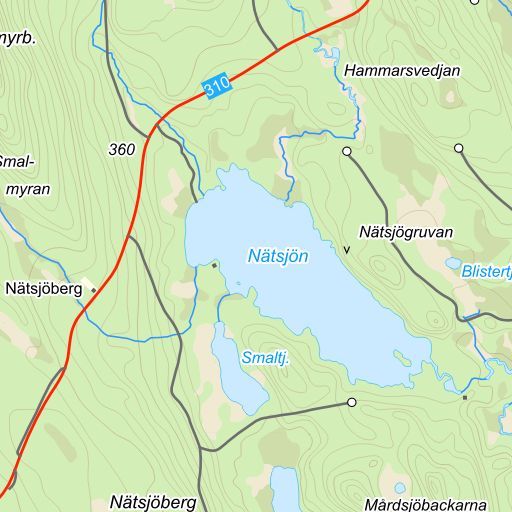 myrb.
310
Hammarsvedjan
360
Smal-
myran
Nätsjögruvan
Nätsjön
Blistertj
Nätsjöberg
Smaltj.
Nätsjöberg
Mårdsjöbackarna